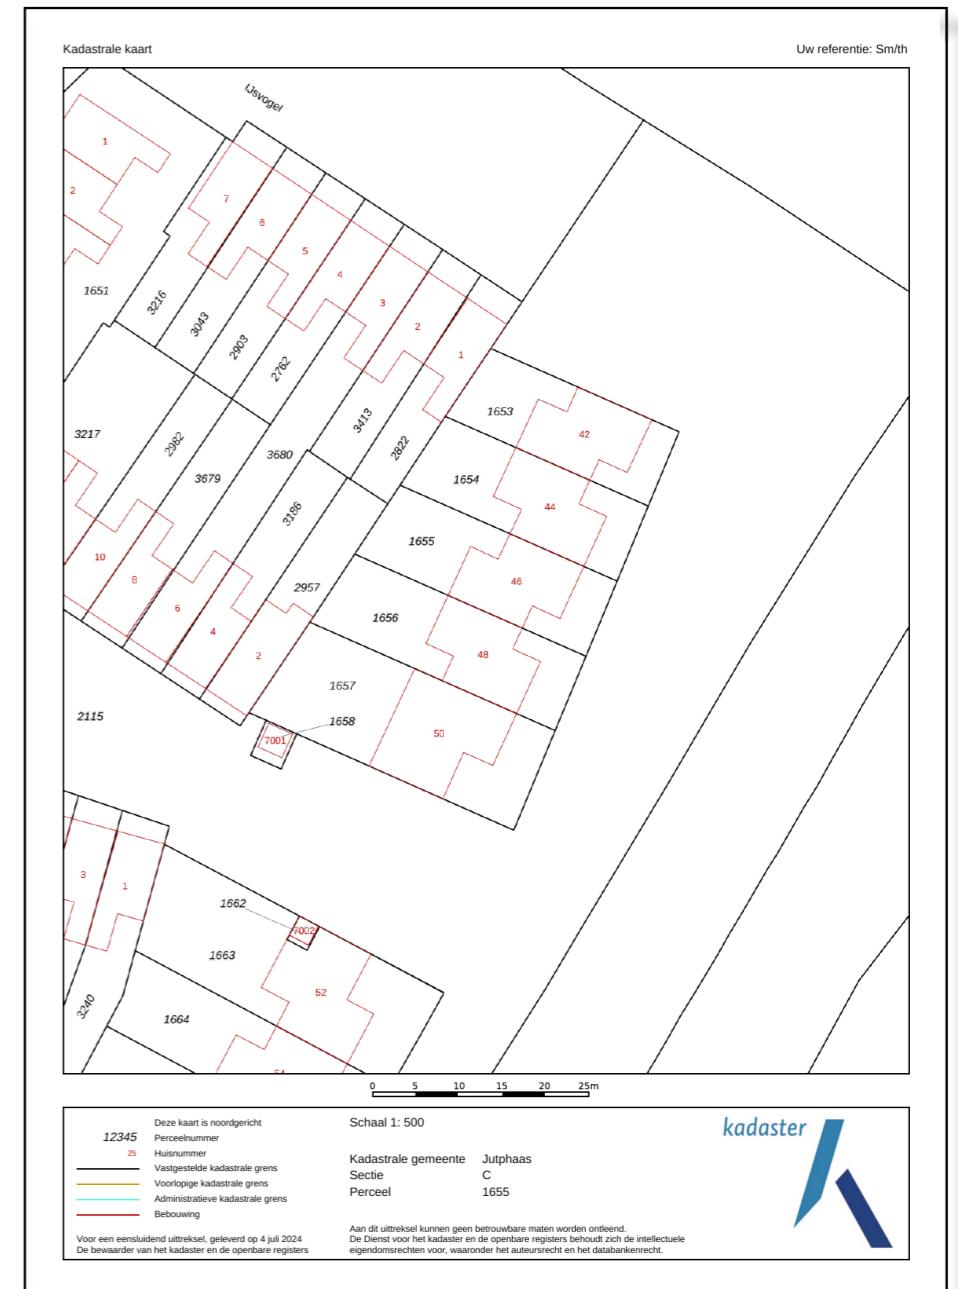 Kadastrale kaart
Uw referentie: Sm/th
IJsvogel
1
2
7
6
5
4
3
2
1
1651
3216
3043
2903
2762
3413
2822
1653
42
3217
2982
3679
3680
1654
44
3186
1655
46
10
8
6
4
2
2957
1656
48
1657
1658
7001
50
2115
3
1
1662
7002
1663
52
3240
1664
54
0 5 10 15 20 25m
Deze kaart is noordgericht
12345 Perceelnummer
25 Huisnummer
Vastgestelde kadastrale grens
Voorlopige kadastrale grens
Administratieve kadastrale grens
Bebouwing
Voor een eensluidend uittreksel, geleverd op 4 juli 2024
De bewaarder van het kadaster en de openbare registers
Schaal 1: 500
Kadastrale gemeente Jutphaas
Sectie C
Perceel 1655
Aan dit uittreksel kunnen geen betrouwbare maten worden ontleend.
De Dienst voor het kadaster en de openbare registers behoudt zich de intellectuele
eigendomsrechten voor, waaronder het auteursrecht en het databankenrecht.
kadaster